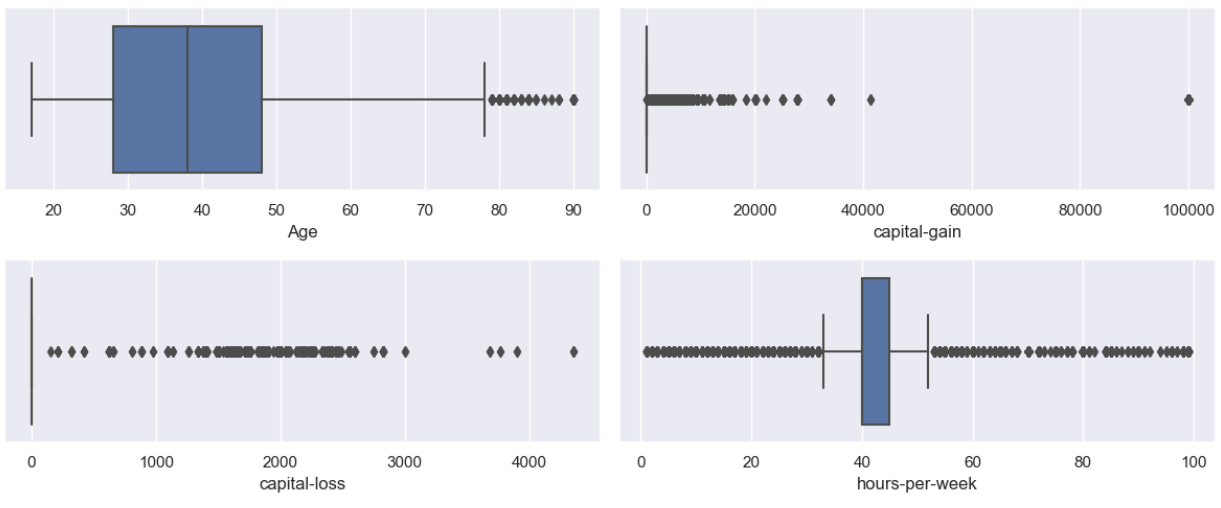 20 30 40 50 60 70 80 90
Age
0 20000 40000 60000 80000 100000
capital-gain
0 1000 2000 3000 4000
capital-loss
0 20 40 60 80 100
hours-per-week